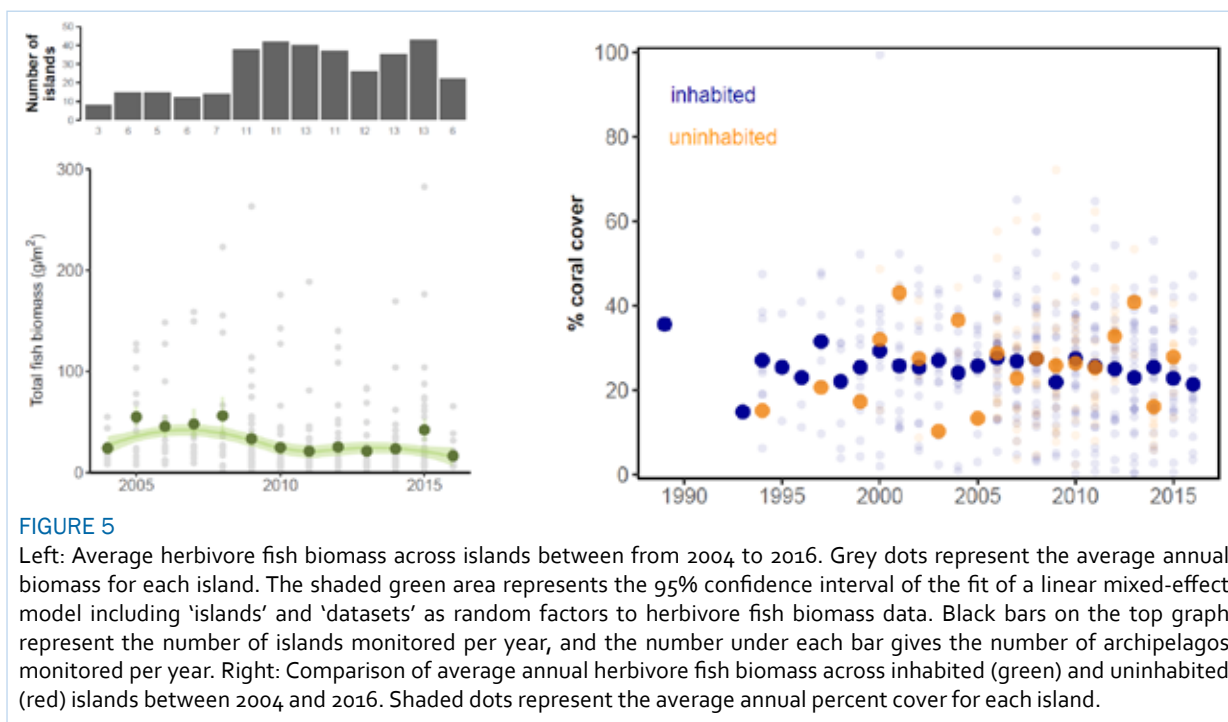 Number of islands
50
40
30
20
10
0
3 6 5 6 7 11 11 13 11 12 13 13 6
Total fish biomass (g/m²)
300
200
100
0
2005 2010 2015
% coral cover
100
80
60
40
20
0
inhabited
uninhabited
1990 1995 2000 2005 2010 2015
FIGURE 5
Left: Average herbivore fish biomass across islands between from 2004 to 2016. Grey dots represent the average annual
biomass for each island. The shaded green area represents the 95% confidence interval of the fit of a linear mixed-effect
model including ‘islands’ and ‘datasets’ as random factors to herbivore fish biomass data. Black bars on the top graph
represent the number of islands monitored per year, and the number under each bar gives the number of archipelagos
monitored per year. Right: Comparison of average annual herbivore fish biomass across inhabited (green) and uninhabited
(red) islands between 2004 and 2016. Shaded dots represent the average annual percent cover for each island.